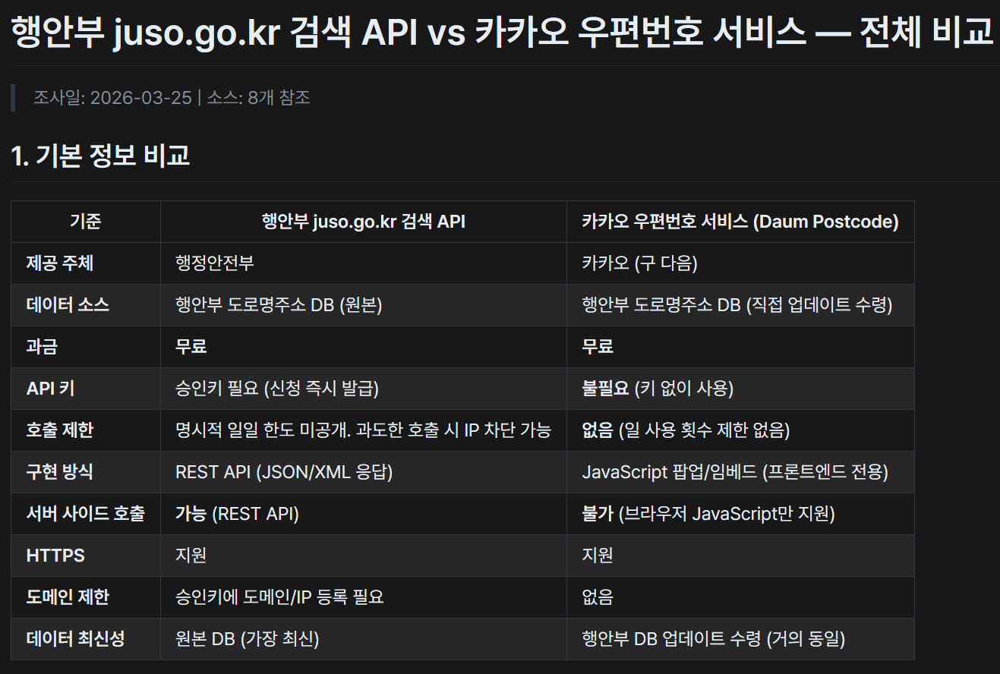 행안부 juso.go.kr 검색 API vs 카카오 우편번호 서비스 — 전체 비교
조사일: 2026-03-25 | 소스: 8개 참조
1. 기본 정보 비교
기준 행안부 juso.go.kr 검색 API 카카오 우편번호 서비스 (Daum Postcode)
제공 주체 행정안전부 카카오 (구 다음)
데이터 소스 행안부 도로명주소 DB (원본) 행안부 도로명주소 DB (직접 업데이트 수령)
과금 무료 무료
API 키 승인키 필요 (신청 즉시 발급) 불필요 (키 없이 사용)
호출 제한 명시적 일일 한도 미공개. 과도한 호출 시 IP 차단 가능 없음 (일 사용 횟수 제한 없음)
구현 방식 REST API (JSON/XML 응답) JavaScript 팝업/임베드 (프론트엔드 전용)
서버 사이드 호출 가능 (REST API) 불가 (브라우저 JavaScript만 지원)
HTTPS 지원 지원
도메인 제한 승인키에 도메인/IP 등록 필요 없음
데이터 최신성 원본 DB (가장 최신) 행안부 DB 업데이트 수령 (거의 동일)